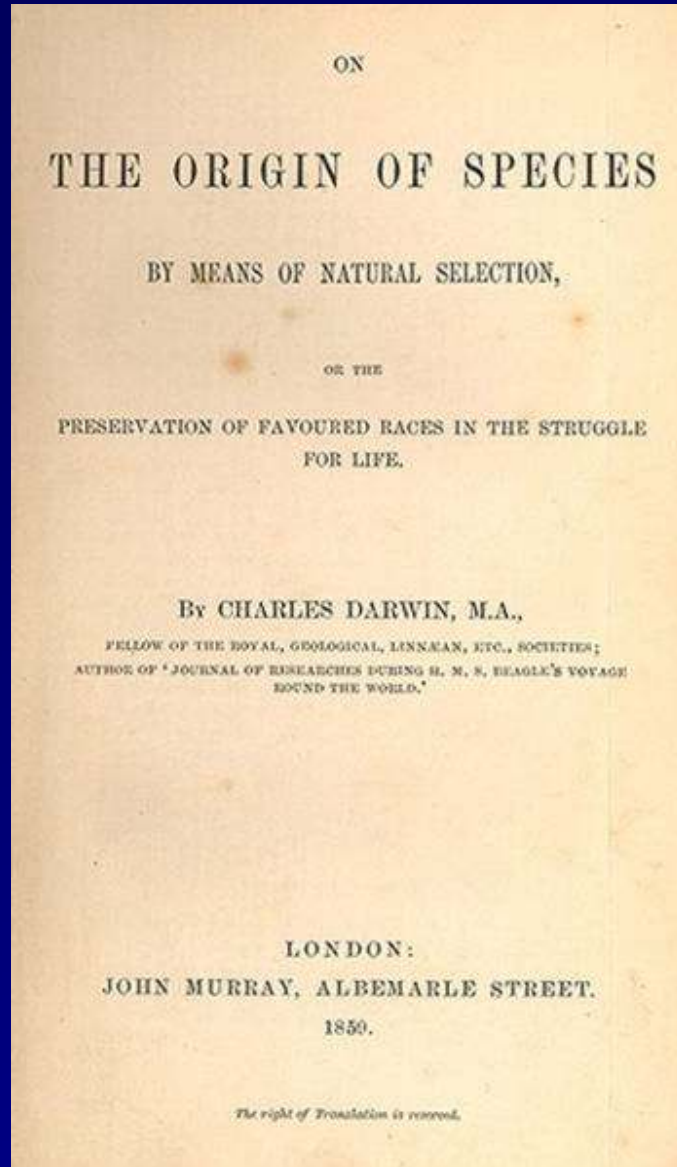 ON
THE ORIGIN OF SPECIES
BY MEANS OF NATURAL SELECTION,
OR THE
PRESERVATION OF FAVOURED RACES IN THE STRUGGLE
FOR LIFE.
BY CHARLES DARWIN, M.A.,
FELLOW OF THE ROYAL, GEOLOGICAL, LINNÆAN, ETC., SOCIETIES;
AUTHOR OF ‘JOURNAL OF RESEARCHES DURING H. M. S. BEAGLE’S VOYAGE
ROUND THE WORLD.’
LONDON:
JOHN MURRAY, ALBEMARLE STREET.
1859.
The right of Translation is reserved.